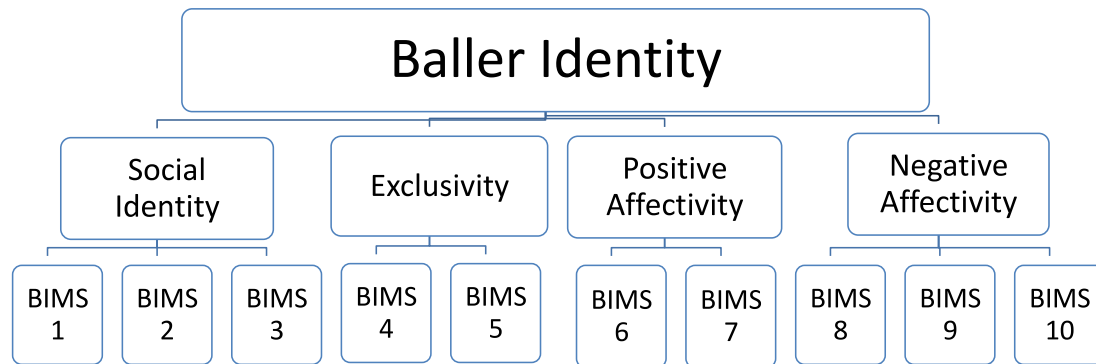 Baller Identity
Social
Identity
Exclusivity
Positive
Affectivity
Negative
Affectivity
BIMS
1
BIMS
2
BIMS
3
BIMS
4
BIMS
5
BIMS
6
BIMS
7
BIMS
8
BIMS
9
BIMS
10